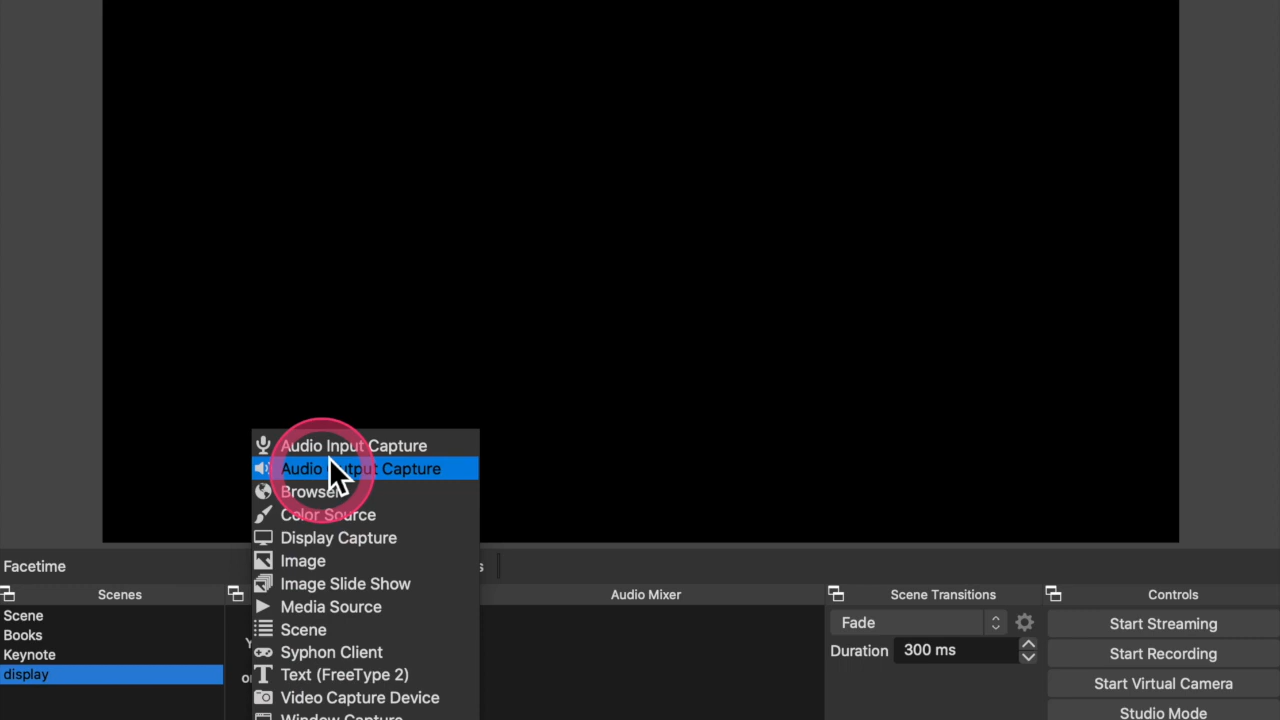 Audio Input Capture
Audio Output Capture
Browser
Color Source
Display Capture
Image
Image Slide Show
Media Source
Scene
Syphon Client
Text (FreeType 2)
Video Capture Device
Window Capture
Facetime
Scenes
Scene
Books
Keynote
display
Audio Mixer
Scene Transitions
Fade
Duration 300 ms
Controls
Start Streaming
Start Recording
Start Virtual Camera
Studio Mode